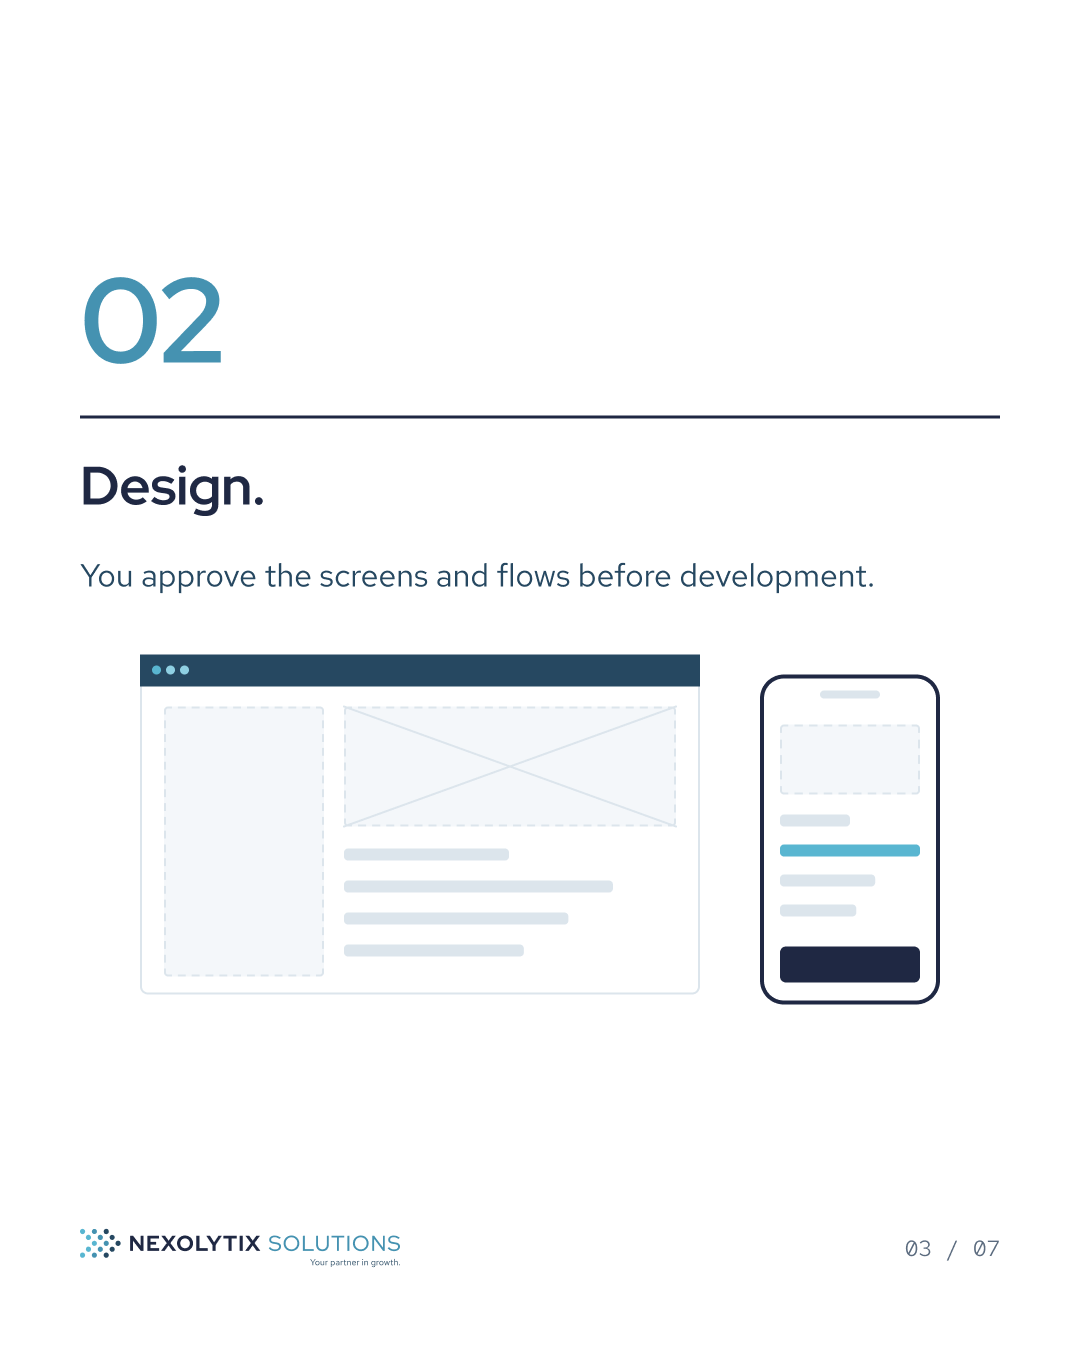 02
Design.
You approve the screens and flows before development.
NEXOLYTIX SOLUTIONS
Your partner in growth.
03 / 07